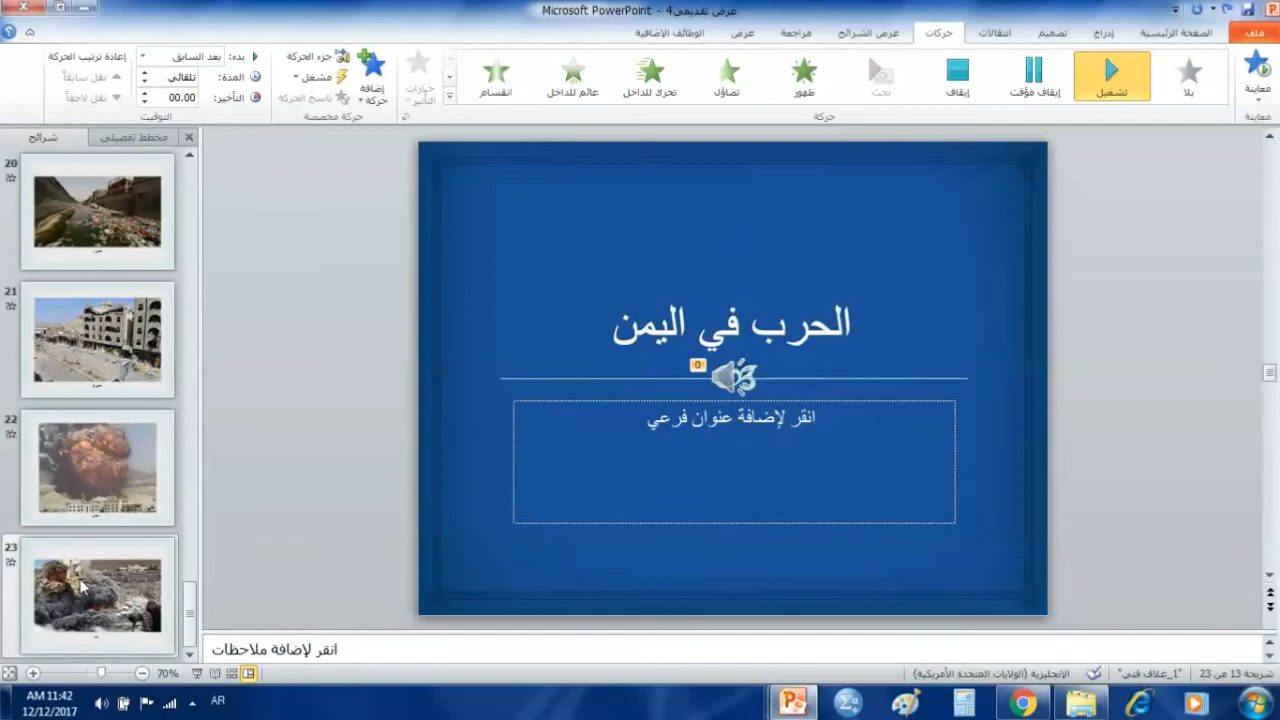 عرض تقديمي4 - Microsoft PowerPoint
ملف
الصفحة الرئيسية
إدراج
تصميم
انتقالات
حركات
عرض الشرائح
مراجعة
عرض
الوظائف الإضافية
معاينة
معاينة
بلا
تشغيل
إيقاف مؤقت
إيقاف
بحث
ظهور
تضاؤل
تحرك للداخل
عائم للداخل
انقسام
حركة
خيارات التأثير
إضافة حركة
جزء الحركة
مشغل
ناسخ الحركة
حركة مخصصة
بدء: بعد السابق
المدة: تلقائي
التأخير: 00.00
إعادة ترتيب الحركة
نقل سابقاً
نقل لاحقاً
التوقيت
شرائح
مخطط تفصيلي
20
21
22
23
الحرب في اليمن
0
انقر لإضافة عنوان فرعي
انقر لإضافة ملاحظات
شريحة 13 من 23
"1_غلاف فني"
الإنجليزية (الولايات المتحدة الأمريكية)
70%
AR
11:42 AM
12/12/2017